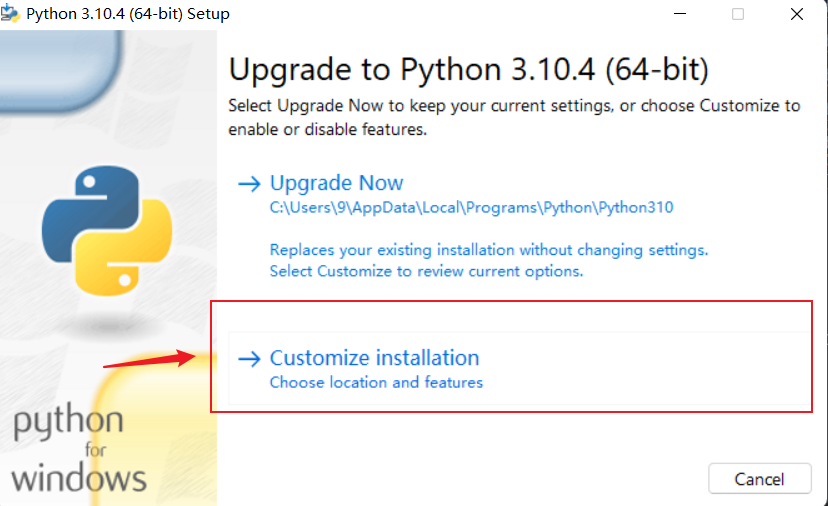 Python 3.10.4 (64-bit) Setup
Upgrade to Python 3.10.4 (64-bit)
Select Upgrade Now to keep your current settings, or choose Customize to
enable or disable features.
Upgrade Now
C:\Users\9\AppData\Local\Programs\Python\Python310
Replaces your existing installation without changing settings.
Select Customize to review current options.
Customize installation
Choose location and features
python
for
windows
Cancel